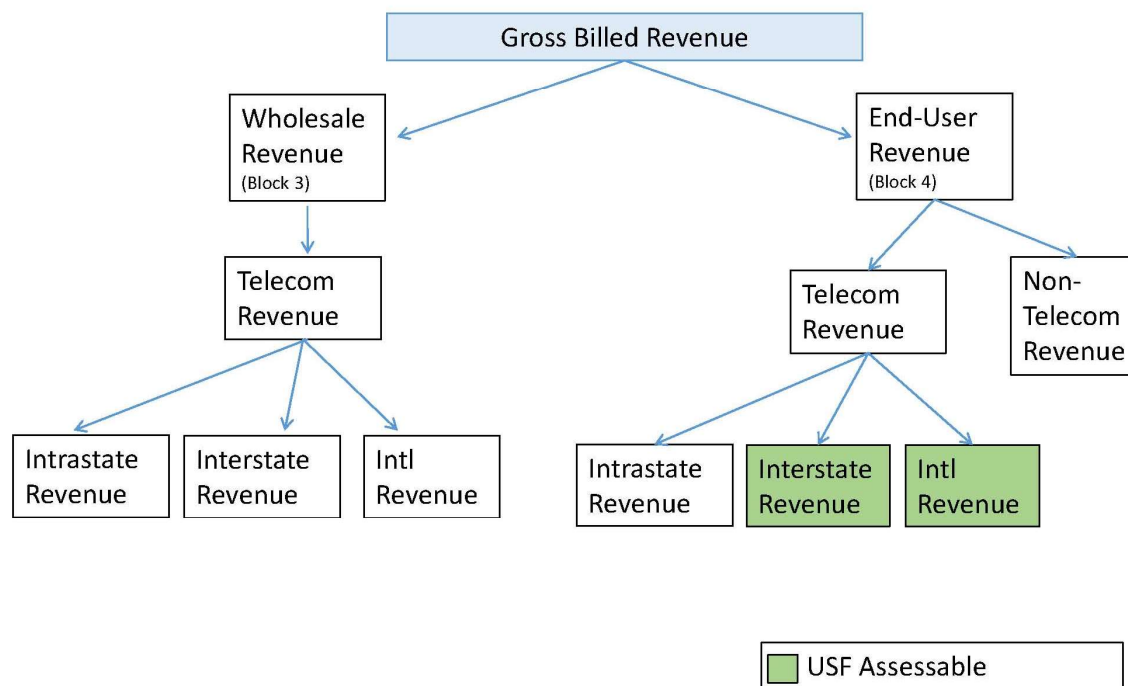 Gross Billed Revenue
Wholesale
Revenue
(Block 3)
End-User
Revenue
(Block 4)
Telecom
Revenue
Telecom
Revenue
Non-
Telecom
Revenue
Intrastate
Revenue
Interstate
Revenue
Intl
Revenue
Intrastate
Revenue
Interstate
Revenue
Intl
Revenue
USF Assessable